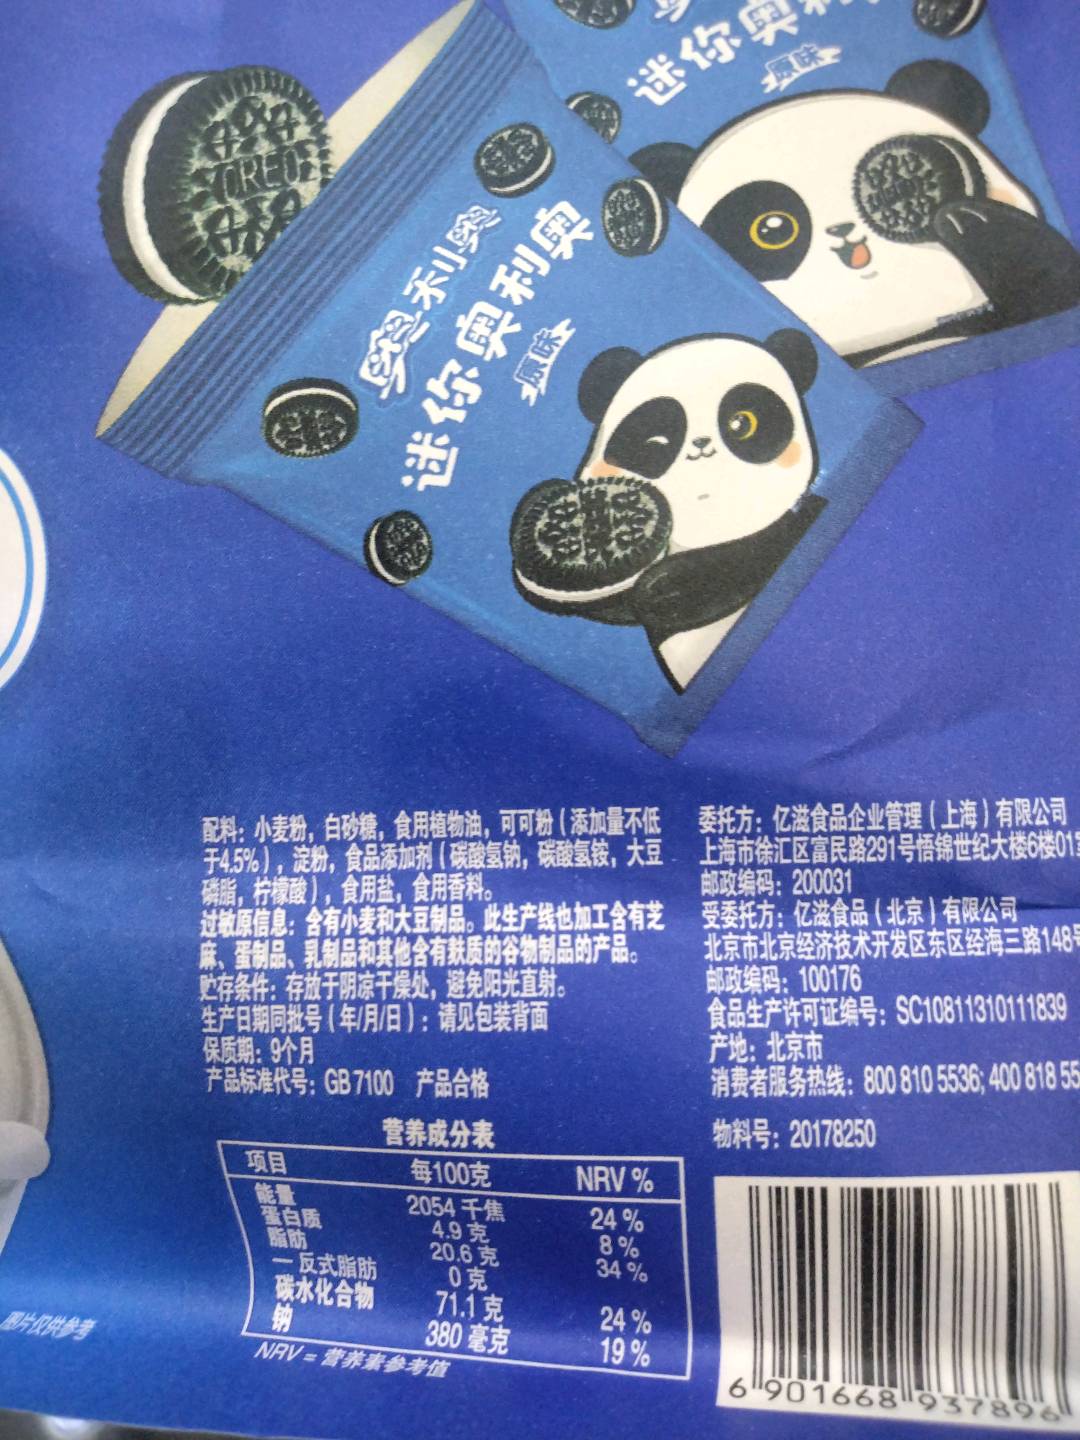 迷你奥
原味
OREO
奥利奥
迷你奥利奥
原味
配料：小麦粉，白砂糖，食用植物油，可可粉（添加量不低
于4.5%），淀粉，食品添加剂（碳酸氢钠，碳酸氢铵，大豆
磷脂，柠檬酸），食用盐，食用香料。
过敏原信息：含有小麦和大豆制品。此生产线也加工含有芝
麻、蛋制品、乳制品和其他含有麸质的谷物制品的产品。
贮存条件：存放于阴凉干燥处，避免阳光直射。
生产日期同批号（年/月/日）：请见包装背面
保质期：9个月
产品标准代号：GB 7100 产品合格
委托方：亿滋食品企业管理（上海）有限公司
上海市徐汇区富民路291号悟锦世纪大楼6楼01
邮政编码：200031
受委托方：亿滋食品（北京）有限公司
北京市北京经济技术开发区东区经海三路148号
邮政编码：100176
食品生产许可证编号：SC10811310111839
产地：北京市
消费者服务热线：800 810 5536; 400 818 55
物料号：20178250
营养成分表
项目 每100克 NRV %
能量 2054 千焦 24 %
蛋白质 4.9 克 8 %
脂肪 20.6 克 34 %
— 反式脂肪 0 克
碳水化合物 71.1 克 24 %
钠 380 毫克 19 %
NRV = 营养素参考值
图片仅供参考
6 901668 937896